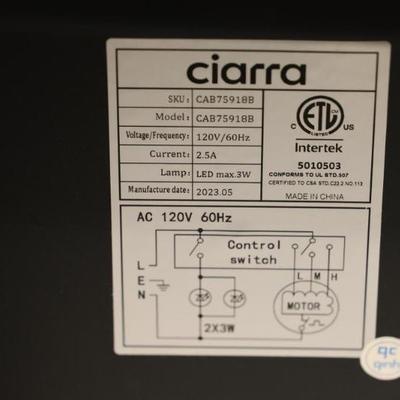 ciarra
SKU: CAB75918B
Model: CAB75918B
Voltage/Frequency: 120V/60Hz
Current: 2.5A
Lamp: LED max.3W
Manufacture date: 2023.05
C ETL CM US
LISTED
Intertek
5010503
CONFORMS TO UL STD.507
CERTIFIED TO CSA STD.C22.2 NO.113
MADE IN CHINA
AC 120V 60Hz
Control
switch
L
E
N
L M H
MOTOR
2X3W
qc